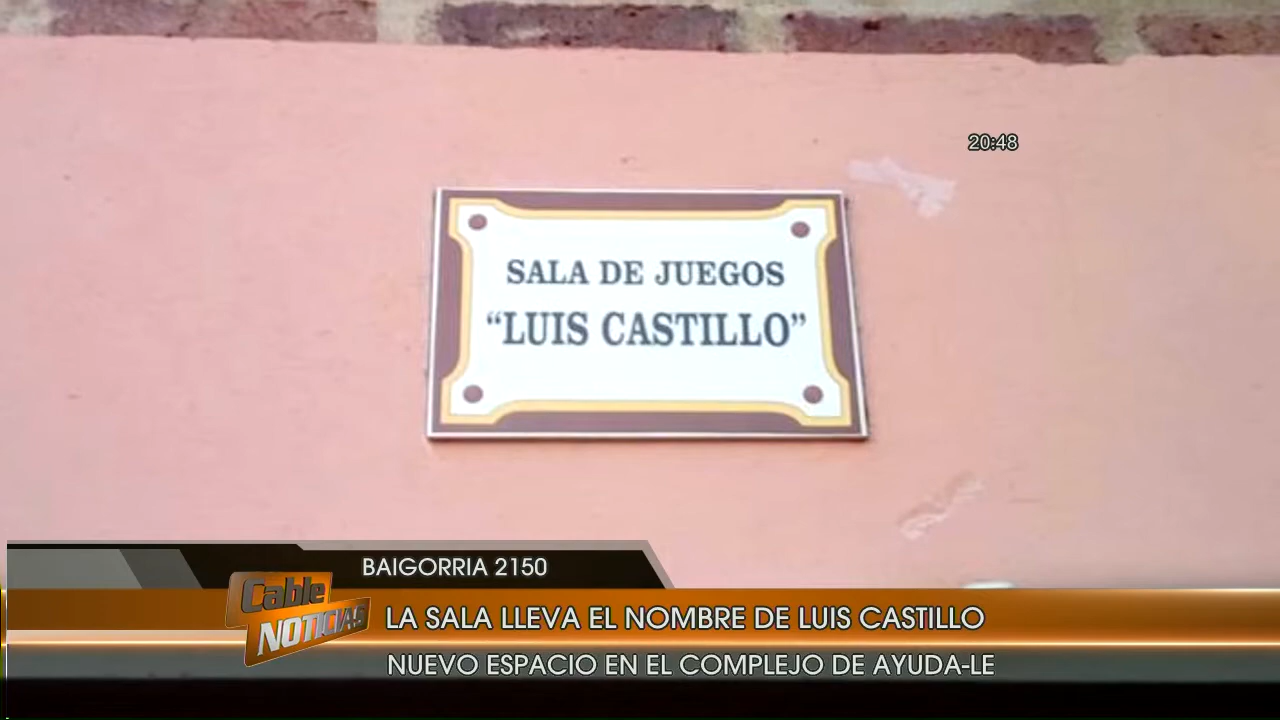 20:48
SALA DE JUEGOS
“LUIS CASTILLO”
BAIGORRIA 2150
Cable
NOTICIAS
LA SALA LLEVA EL NOMBRE DE LUIS CASTILLO
NUEVO ESPACIO EN EL COMPLEJO DE AYUDA-LE